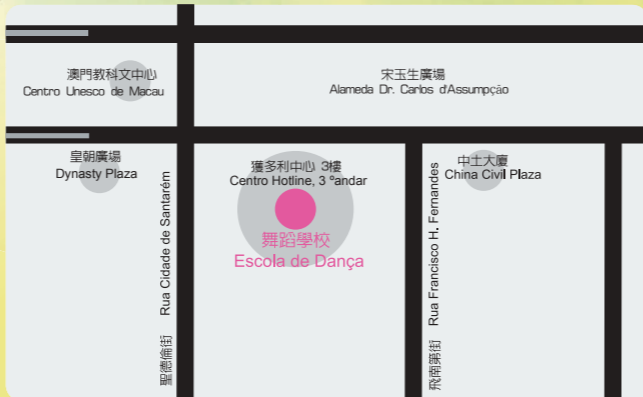 澳門教科文中心
Centro Unesco de Macau
宋玉生廣場
Alameda Dr. Carlos d'Assumpção
皇朝廣場
Dynasty Plaza
聖德倫街 Rua Cidade de Santarém
獲多利中心 3樓
Centro Hotline, 3 ºandar
舞蹈學校
Escola de Dança
飛南第街 Rua Francisco H. Fernandes
中土大廈
China Civil Plaza